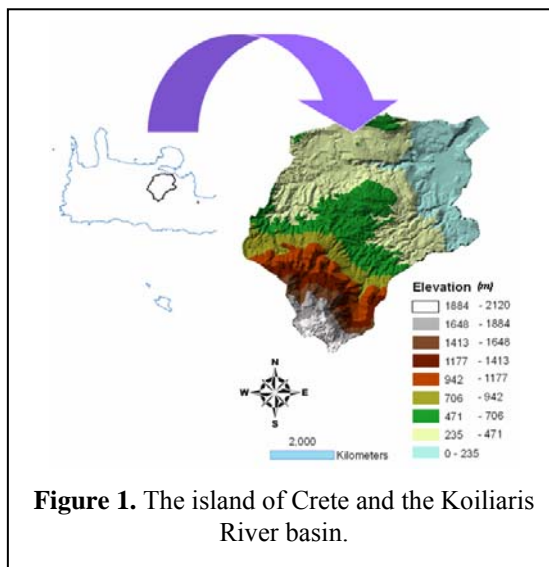 Elevation (m)
1884 - 2120
1648 - 1884
1413 - 1648
1177 - 1413
942 - 1177
706 - 942
471 - 706
235 - 471
0 - 235
N
W E
S
2,000
Kilometers
Figure 1. The island of Crete and the Koiliaris
River basin.